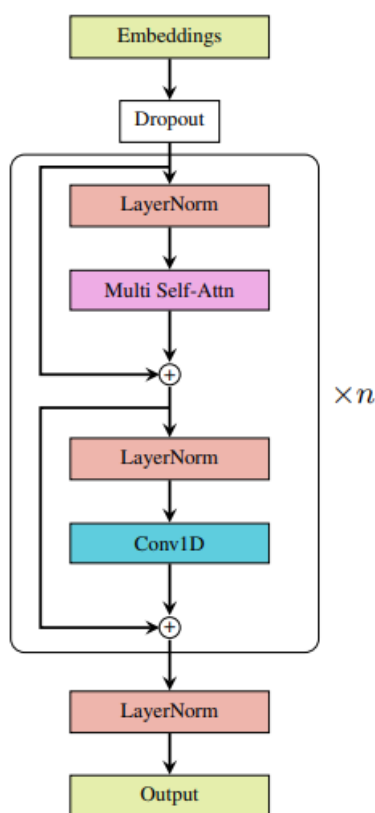 Embeddings
Dropout
LayerNorm
Multi Self-Attn
+
×n
LayerNorm
Conv1D
+
LayerNorm
Output